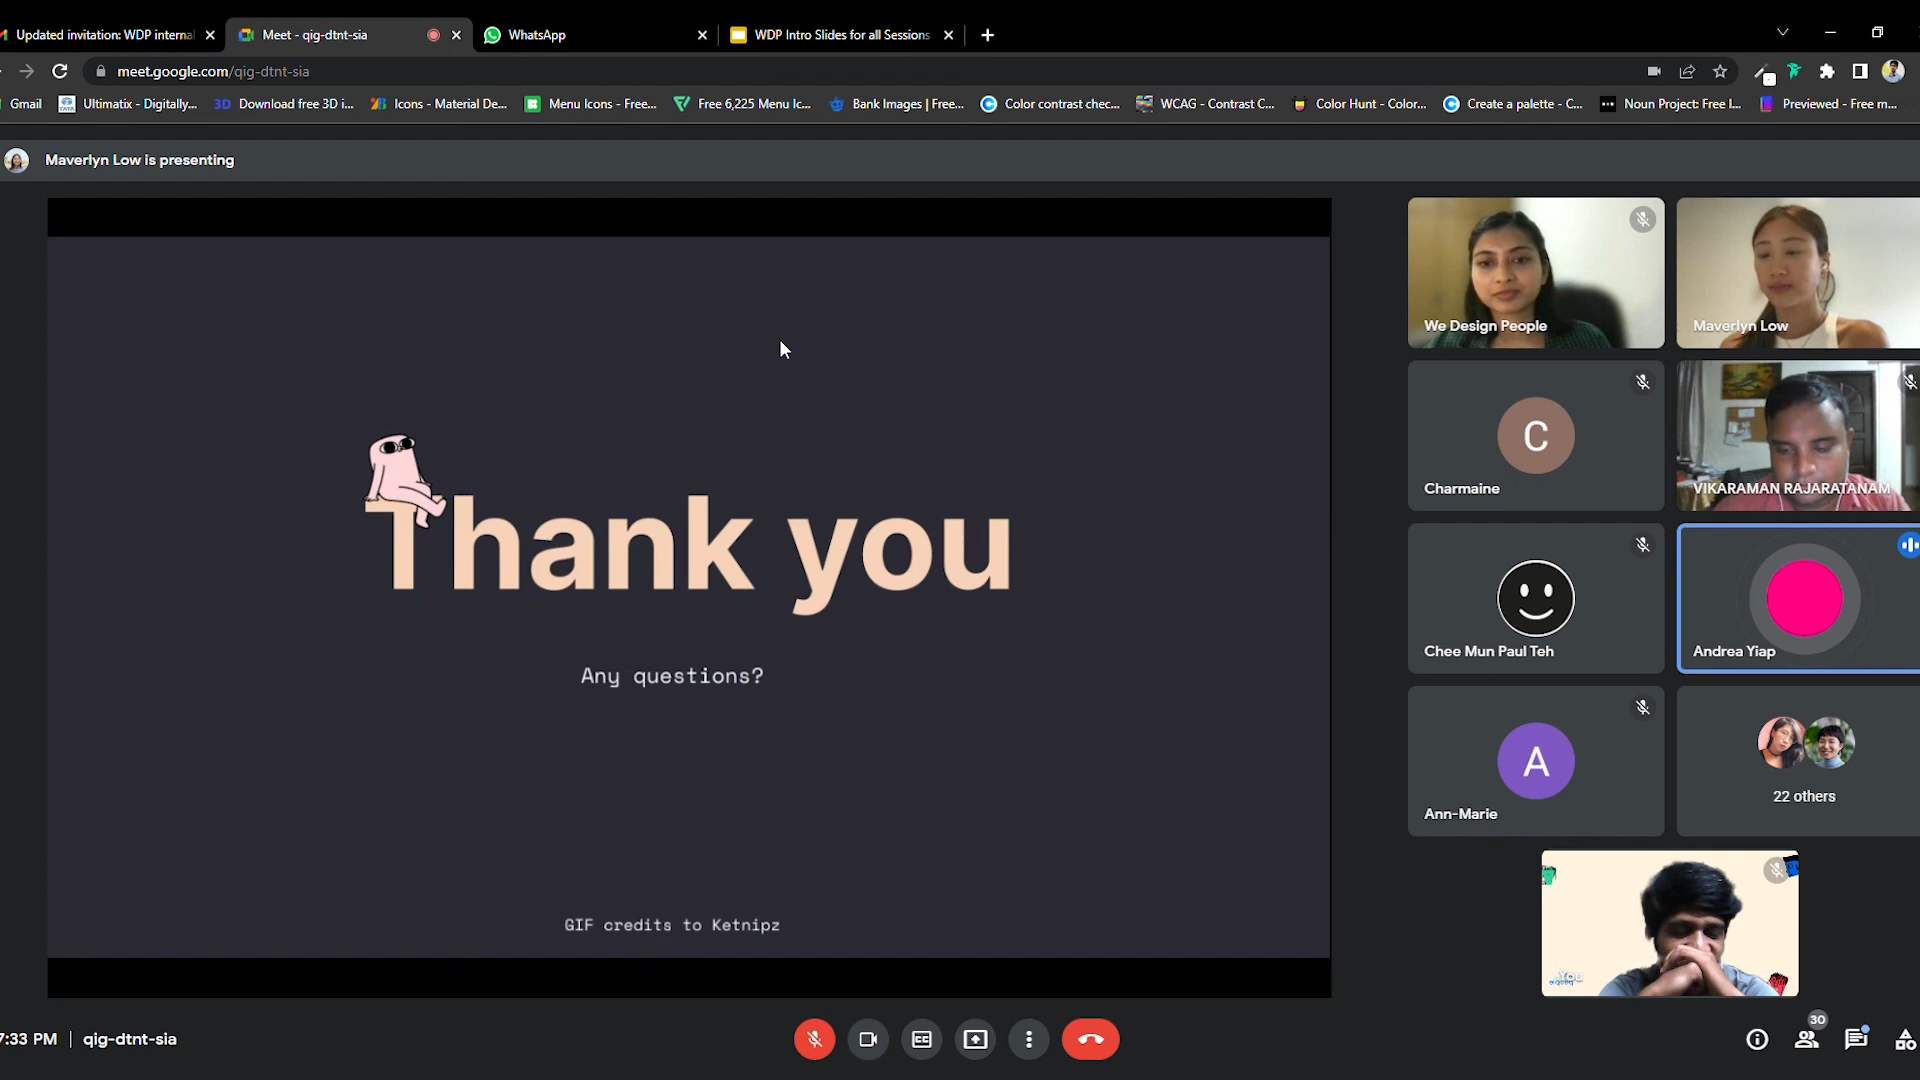 Updated invitation: WDP interna
Meet - qig-dtnt-sia
WhatsApp
WDP Intro Slides for all Sessions
meet.google.com/qig-dtnt-sia
Gmail
Ultimatix - Digitally...
Download free 3D i...
Icons - Material De...
Menu Icons - Free...
Free 6,225 Menu Ic...
Bank Images | Free...
Color contrast chec...
WCAG - Contrast C...
Color Hunt - Color...
Create a palette - C...
Noun Project: Free I...
Previewed - Free m...
Maverlyn Low is presenting
Thank you
Any questions?
GIF credits to Ketnipz
We Design People
Maverlyn Low
C
Charmaine
VIKARAMAN RAJARATANAM
Chee Mun Paul Teh
Andrea Yiap
A
Ann-Marie
22 others
You
7:33 PM | qig-dtnt-sia
30